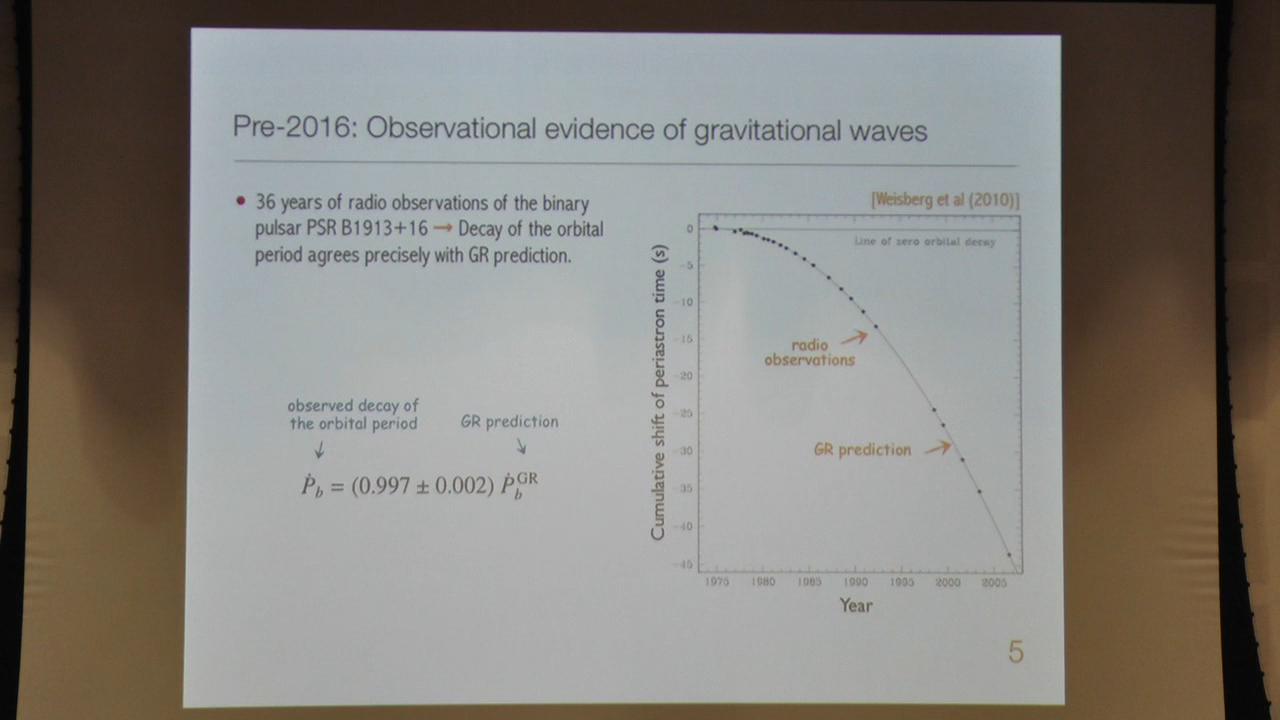 Pre-2016: Observational evidence of gravitational waves
• 36 years of radio observations of the binary
pulsar PSR B1913+16 → Decay of the orbital
period agrees precisely with GR prediction.
observed decay of
the orbital period
GR prediction
Ṗ_b = (0.997 ± 0.002) Ṗ_b^GR
[Weisberg et al (2010)]
Cumulative shift of periastron time (s)
0
-5
-10
-15
-20
-25
-30
-35
-40
-45
Line of zero orbital decay
radio
observations
GR prediction
1975 1980 1985 1990 1995 2000 2005
Year
5